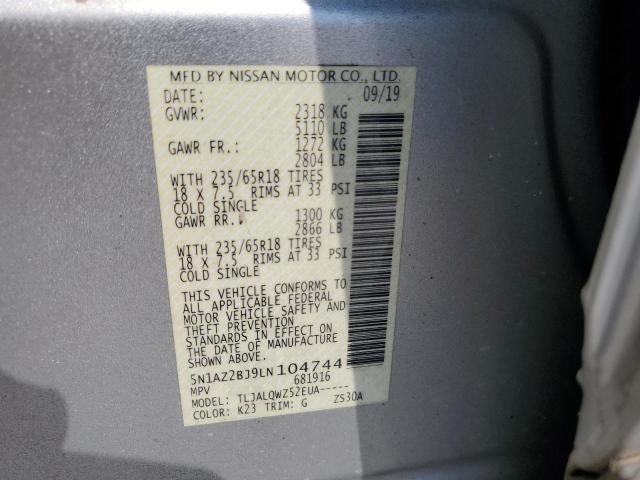 MFD BY NISSAN MOTOR CO., LTD.
DATE: 09/19
GVWR: 2318 KG
5110 LB
GAWR FR.: 1272 KG
2804 LB
WITH 235/65R18 TIRES
18 X 7.5 RIMS AT 33 PSI
COLD SINGLE
GAWR RR.: 1300 KG
2866 LB
WITH 235/65R18 TIRES
18 X 7.5 RIMS AT 33 PSI
COLD SINGLE
THIS VEHICLE CONFORMS TO
ALL APPLICABLE FEDERAL
MOTOR VEHICLE SAFETY AND
THEFT PREVENTION
STANDARDS IN EFFECT ON
THE DATE OF MANUFACTURE
SHOWN ABOVE.
5N1AZ2BJ9LN104744
MPV 681916
MODEL: TLJALQWZ52EUA-----
COLOR: K23 TRIM: G ZS30A